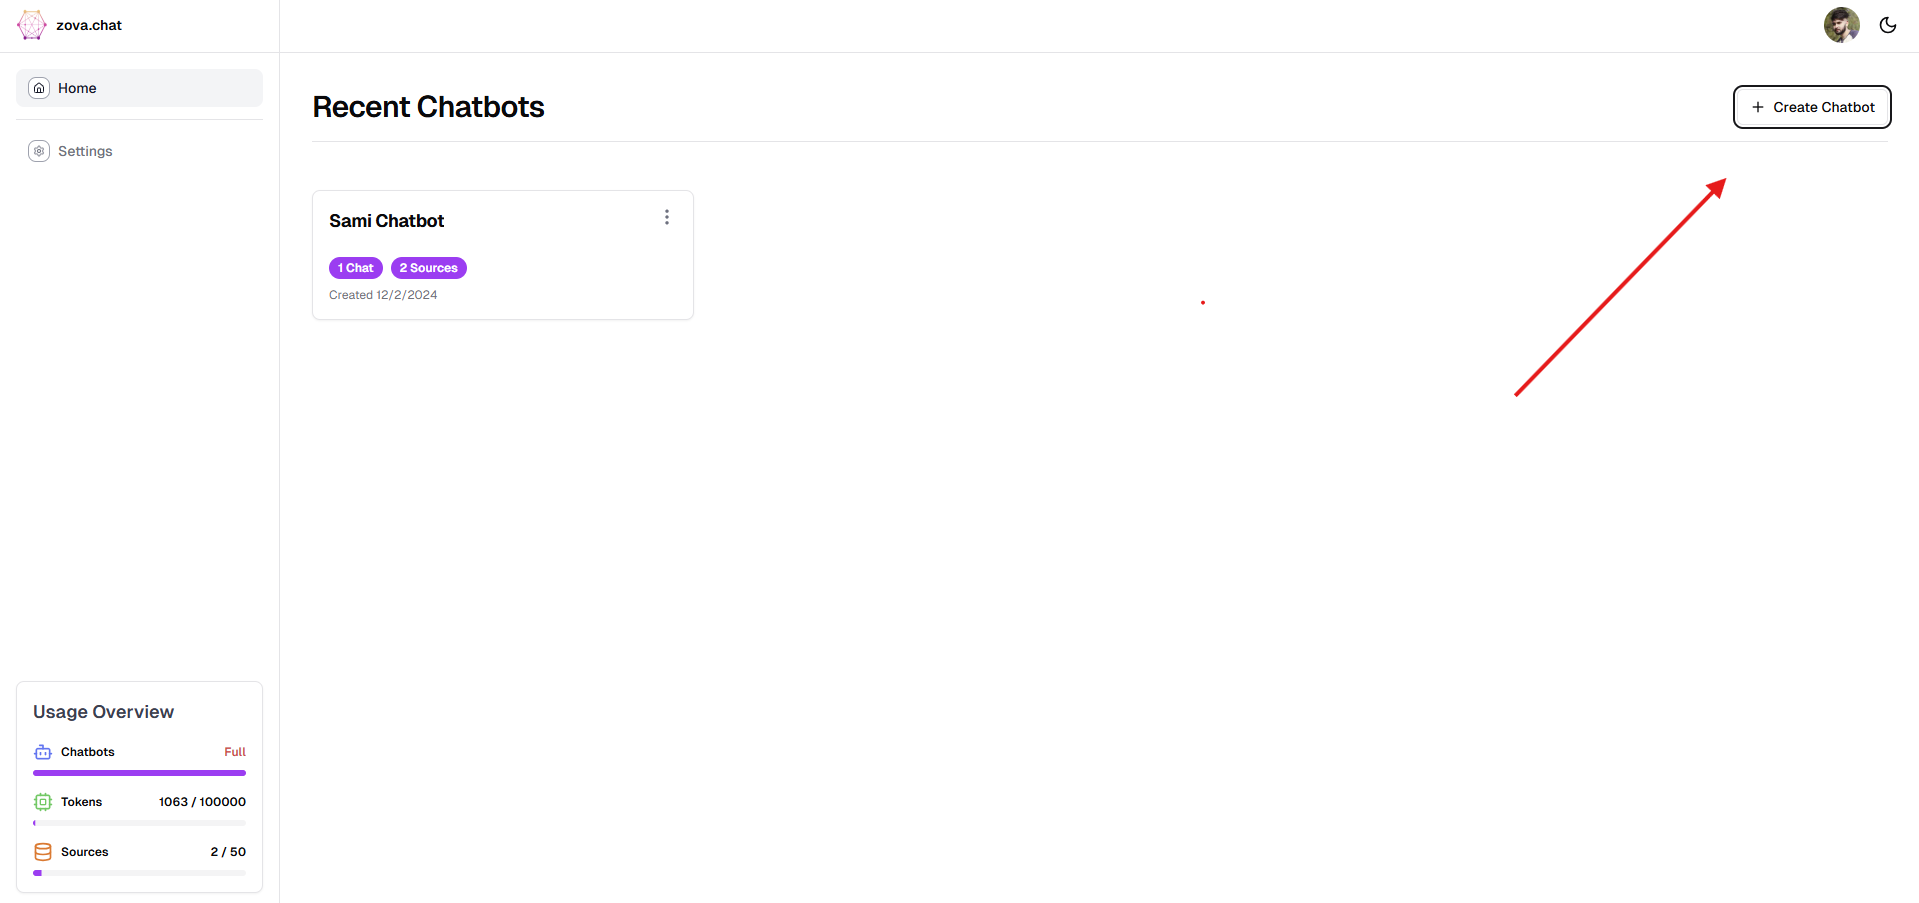 zova.chat
Home
Settings
Recent Chatbots
+ Create Chatbot
Sami Chatbot
1 Chat 2 Sources
Created 12/2/2024
Usage Overview
Chatbots Full
Tokens 1063 / 100000
Sources 2 / 50